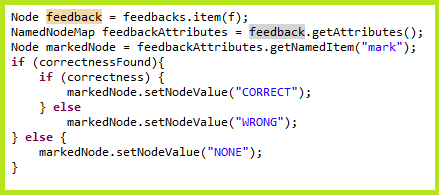 Node feedback = feedbacks.item(f);
NamedNodeMap feedbackAttributes = feedback.getAttributes();
Node markedNode = feedbackAttributes.getNamedItem("mark");
if (correctnessFound){
    if (correctness) {
        markedNode.setNodeValue("CORRECT");
    } else
        markedNode.setNodeValue("WRONG");
} else {
    markedNode.setNodeValue("NONE");
}